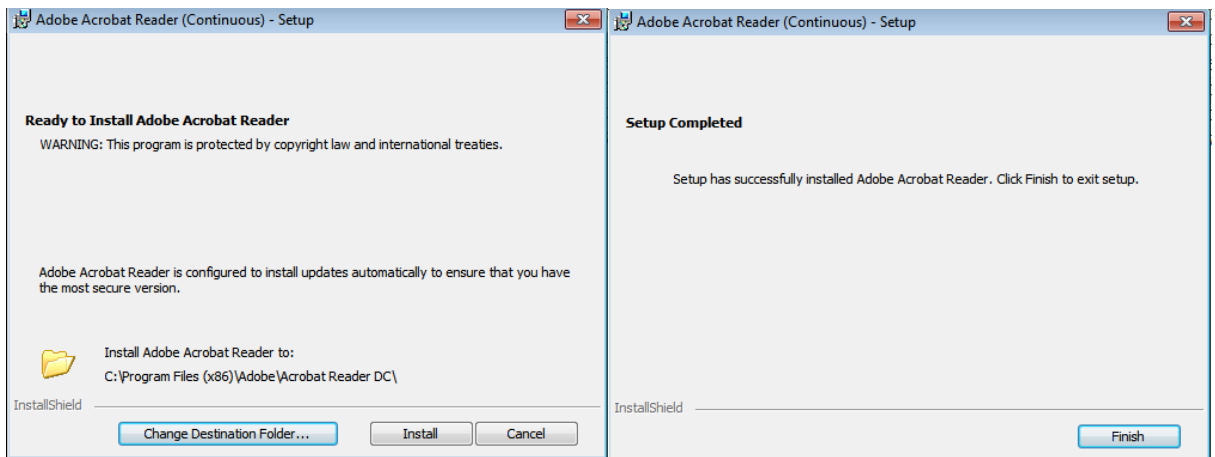 Adobe Acrobat Reader (Continuous) - Setup
Ready to Install Adobe Acrobat Reader
WARNING: This program is protected by copyright law and international treaties.
Adobe Acrobat Reader is configured to install updates automatically to ensure that you have
the most secure version.
Install Adobe Acrobat Reader to:
C:\Program Files (x86)\Adobe\Acrobat Reader DC\
InstallShield
Change Destination Folder... Install Cancel
Adobe Acrobat Reader (Continuous) - Setup
Setup Completed
Setup has successfully installed Adobe Acrobat Reader. Click Finish to exit setup.
InstallShield
Finish